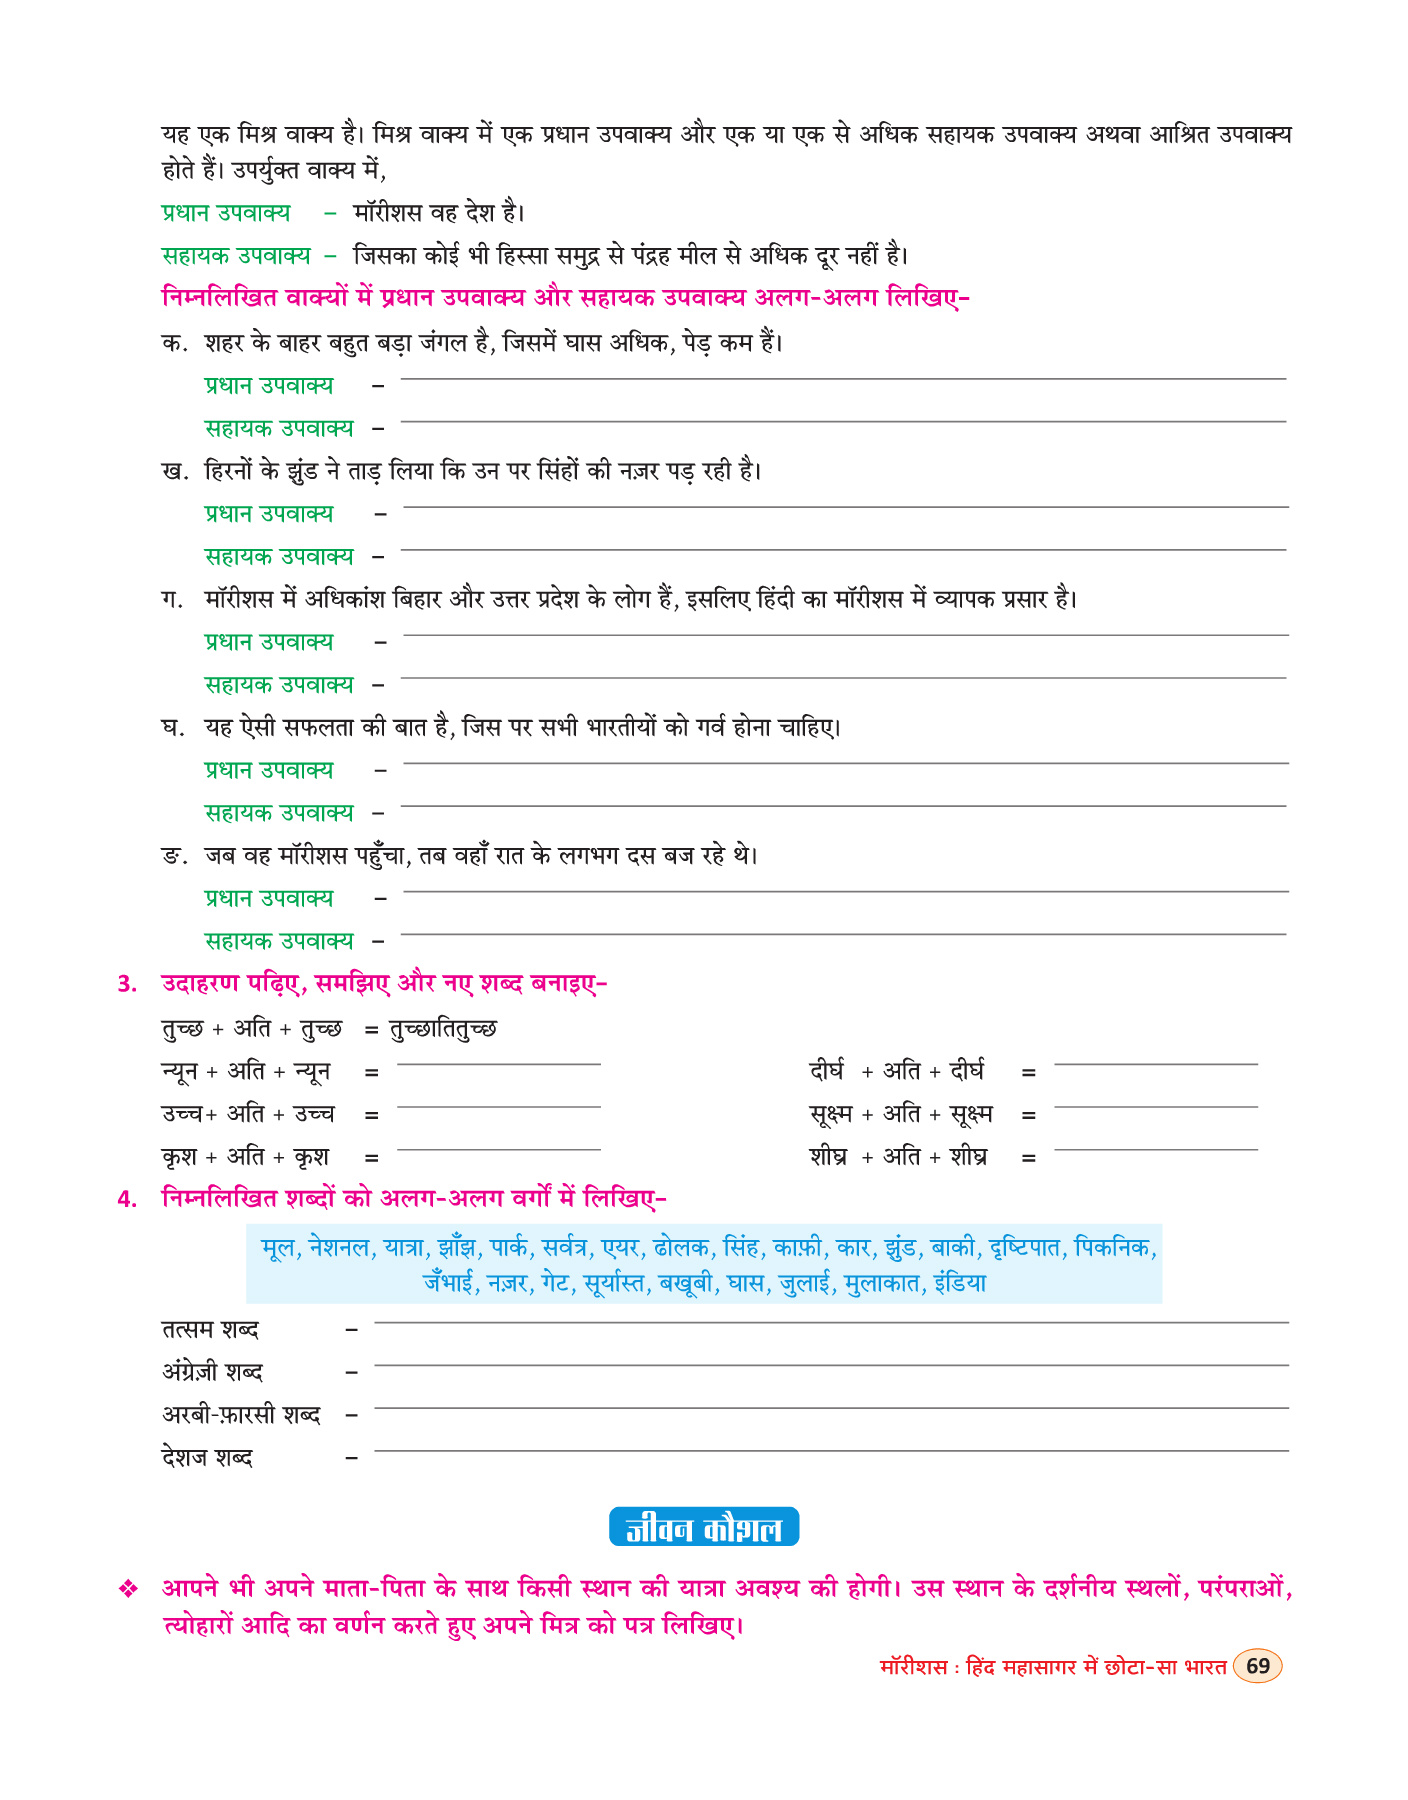 यह एक मिश्र वाक्य है। मिश्र वाक्य में एक प्रधान उपवाक्य और एक या एक से अधिक सहायक उपवाक्य अथवा आश्रित उपवाक्य
होते हैं। उपर्युक्त वाक्य में,
प्रधान उपवाक्य – मॉरीशस वह देश है।
सहायक उपवाक्य – जिसका कोई भी हिस्सा समुद्र से पंद्रह मील से अधिक दूर नहीं है।
निम्नलिखित वाक्यों में प्रधान उपवाक्य और सहायक उपवाक्य अलग-अलग लिखिए–
क. शहर के बाहर बहुत बड़ा जंगल है, जिसमें घास अधिक, पेड़ कम हैं।
प्रधान उपवाक्य –
सहायक उपवाक्य –
ख. हिरनों के झुंड ने ताड़ लिया कि उन पर सिंहों की नज़र पड़ रही है।
प्रधान उपवाक्य –
सहायक उपवाक्य –
ग. मॉरीशस में अधिकांश बिहार और उत्तर प्रदेश के लोग हैं, इसलिए हिंदी का मॉरीशस में व्यापक प्रसार है।
प्रधान उपवाक्य –
सहायक उपवाक्य –
घ. यह ऐसी सफलता की बात है, जिस पर सभी भारतीयों को गर्व होना चाहिए।
प्रधान उपवाक्य –
सहायक उपवाक्य –
ङ. जब वह मॉरीशस पहुँचा, तब वहाँ रात के लगभग दस बज रहे थे।
प्रधान उपवाक्य –
सहायक उपवाक्य –
3. उदाहरण पढ़िए, समझिए और नए शब्द बनाइए–
तुच्छ + अति + तुच्छ = तुच्छातितुच्छ
न्यून + अति + न्यून = दीर्घ + अति + दीर्घ =
उच्च + अति + उच्च = सूक्ष्म + अति + सूक्ष्म =
कृश + अति + कृश = शीघ्र + अति + शीघ्र =
4. निम्नलिखित शब्दों को अलग-अलग वर्गों में लिखिए–
मूल, नेशनल, यात्रा, झाँझ, पार्क, सर्वत्र, एयर, ढोलक, सिंह, काफ़ी, कार, झुंड, बाकी, दृष्टिपात, पिकनिक,
जँभाई, नज़र, गेट, सूर्यास्त, बखूबी, घास, जुलाई, मुलाकात, इंडिया
तत्सम शब्द –
अंग्रेज़ी शब्द –
अरबी-फ़ारसी शब्द –
देशज शब्द –
जीवन कौशल
❖ आपने भी अपने माता-पिता के साथ किसी स्थान की यात्रा अवश्य की होगी। उस स्थान के दर्शनीय स्थलों, परंपराओं,
त्योहारों आदि का वर्णन करते हुए अपने मित्र को पत्र लिखिए।
मॉरीशस : हिंद महासागर में छोटा-सा भारत 69